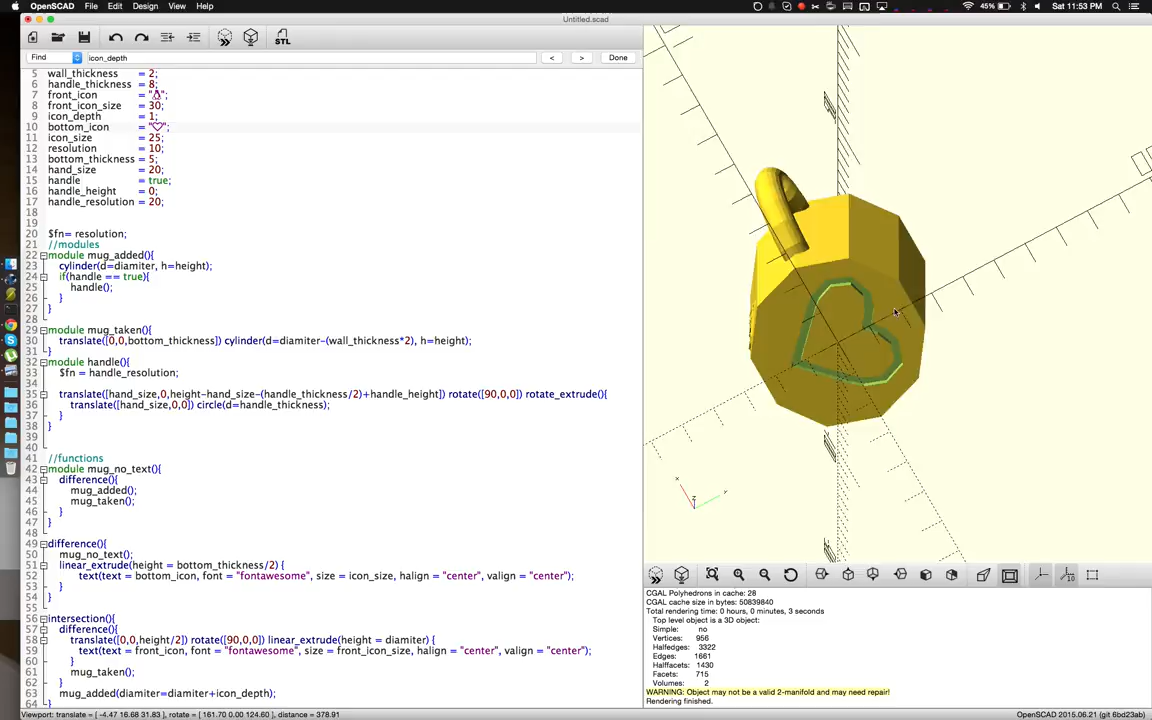 OpenSCAD File Edit Design View Help 45% Sat 11:53 PM
Untitled.scad
STL
Find icon_depth < > Done
5 wall_thickness = 2;
6 handle_thickness = 8;
7 front_icon = "";
8 front_icon_size = 30;
9 icon_depth = 1;
10 bottom_icon = "♡";
11 icon_size = 25;
12 resolution = 10;
13 bottom_thickness = 5;
14 hand_size = 20;
15 handle = true;
16 handle_height = 0;
17 handle_resolution = 20;
18
19
20 $fn= resolution;
21 //modules
22 module mug_added(){
23 cylinder(d=diamiter, h=height);
24 if(handle == true){
25 handle();
26 }
27 }
28
29 module mug_taken(){
30 translate([0,0,bottom_thickness]) cylinder(d=diamiter-(wall_thickness*2), h=height);
31 }
32 module handle(){
33 $fn = handle_resolution;
34
35 translate([hand_size,0,height-hand_size-(handle_thickness/2)+handle_height]) rotate([90,0,0]) rotate_extrude(){
36 translate([hand_size,0,0]) circle(d=handle_thickness);
37 }
38 }
39
40
41 //functions
42 module mug_no_text(){
43 difference(){
44 mug_added();
45 mug_taken();
46 }
47 }
48
49 difference(){
50 mug_no_text();
51 linear_extrude(height = bottom_thickness/2) {
52 text(text = bottom_icon, font = "fontawesome", size = icon_size, halign = "center", valign = "center");
53 }
54 }
55
56 intersection(){
57 difference(){
58 translate([0,0,height/2]) rotate([90,0,0]) linear_extrude(height = diamiter) {
59 text(text = front_icon, font = "fontawesome", size = front_icon_size, halign = "center", valign = "center");
60 }
61 mug_taken();
62 }
63 mug_added(diamiter=diamiter+icon_depth);
64 }
x y z
CGAL Polyhedrons in cache: 28
CGAL cache size in bytes: 50839840
Total rendering time: 0 hours, 0 minutes, 3 seconds
Top level object is a 3D object:
Simple: no
Vertices: 956
Halfedges: 3322
Edges: 1661
Halffacets: 1430
Facets: 715
Volumes: 2
WARNING: Object may not be a valid 2-manifold and may need repair!
Rendering finished.
Viewport: translate = [ -4.47 16.68 31.83 ], rotate = [ 161.70 0.00 124.60 ], distance = 378.91 OpenSCAD 2015.06.21 (git 6bd23ab)